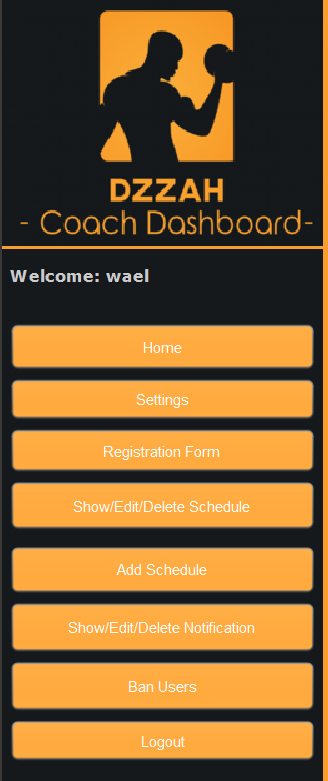 DZZAH
- Coach Dashboard-
Welcome: wael
Home
Settings
Registration Form
Show/Edit/Delete Schedule
Add Schedule
Show/Edit/Delete Notification
Ban Users
Logout